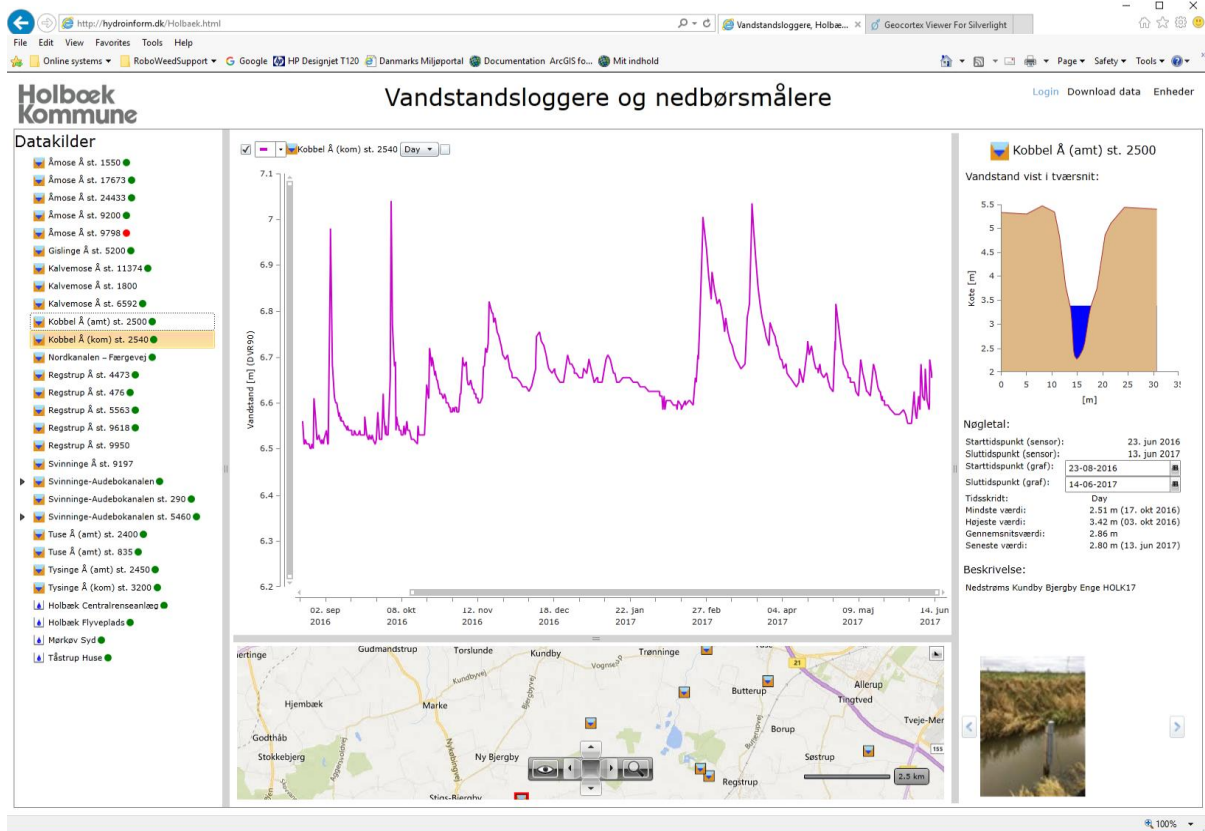 http://hydroinform.dk/Holbaek.html
Vandstandsloggere, Holbæ...
Geocortex Viewer For Silverlight
File Edit View Favorites Tools Help
Online systems
RoboWeedSupport
Google
HP Designjet T120
Danmarks Miljøportal
Documentation ArcGIS fo...
Mit indhold
Page
Safety
Tools
Holbæk
Kommune
Vandstandsloggere og nedbørsmålere
Login Download data Enheder
Datakilder
Åmose Å st. 1550
Åmose Å st. 17673
Åmose Å st. 24433
Åmose Å st. 9200
Åmose Å st. 9798
Gislinge Å st. 5200
Kalvemose Å st. 11374
Kalvemose Å st. 1800
Kalvemose Å st. 6592
Kobbel Å (amt) st. 2500
Kobbel Å (kom) st. 2540
Nordkanalen – Færgevej
Regstrup Å st. 4473
Regstrup Å st. 476
Regstrup Å st. 5563
Regstrup Å st. 9618
Regstrup Å st. 9950
Svinninge Å st. 9197
Svinninge-Audebokanalen
Svinninge-Audebokanalen st. 290
Svinninge-Audebokanalen st. 5460
Tuse Å (amt) st. 2400
Tuse Å (amt) st. 835
Tysinge Å (amt) st. 2450
Tysinge Å (kom) st. 3200
Holbæk Centralrenseanlæg
Holbæk Flyveplads
Mørkøv Syd
Tåstrup Huse
Kobbel Å (kom) st. 2540 Day
7.1
7
6.9
6.8
6.7
6.6
6.5
6.4
6.3
6.2
Vandstand [m] (DVR90)
02. sep 08. okt 12. nov 18. dec 22. jan 27. feb 04. apr 09. maj 14. jun
2016 2016 2016 2016 2017 2017 2017 2017 2017
Gudmandstrup
Torslunde
Kundby
Trønninge
Vognsø
Kundbyvej
Bjergbyvej
21
Hjembæk
Marke
Butterup
Allerup
Tingtved
Tveje-Mer
Godthåb
Stokkebjerg
Nykøbingvej
Ny Bjergby
Butterupvej
Borup
Søstrup
155
Aggersvoldvej
Regstrup
2.5 km
Stigs-Bjergby
Kobbel Å (amt) st. 2500
Vandstand vist i tværsnit:
5.5
5
4.5
4
3.5
3
2.5
2
Kote [m]
0 5 10 15 20 25 30
[m]
Nøgletal:
Starttidspunkt (sensor): 23. jun 2016
Sluttidspunkt (sensor): 13. jun 2017
Starttidspunkt (graf): 23-08-2016
Sluttidspunkt (graf): 14-06-2017
Tidsskridt: Day
Mindste værdi: 2.51 m (17. okt 2016)
Højeste værdi: 3.42 m (03. okt 2016)
Gennemsnitsværdi: 2.86 m
Seneste værdi: 2.80 m (13. jun 2017)
Beskrivelse:
Nedstrøms Kundby Bjergby Enge HOLK17
100%